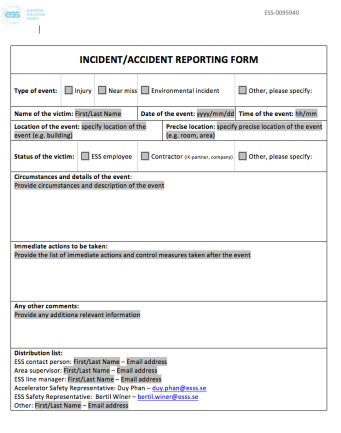 ess
EUROPEAN
SPALLATION
SOURCE
ESS-0095940
INCIDENT/ACCIDENT REPORTING FORM
Type of event: Injury Near miss Environmental incident Other, please specify:
Name of the victim: First/Last Name Date of the event: yyyy/mm/dd Time of the event: hh/mm
Location of the event: specify location of the event (e.g. building) Precise location: specify precise location of the event (e.g. room, area)
Status of the victim: ESS employee Contractor (IK-partner, company) Other, please specify:
Circumstances and details of the event:
Provide circumstances and description of the event
Immediate actions to be taken:
Provide the list of immediate actions and control measures taken after the event
Any other comments:
Provide any additiona relevant information
Distribution list:
ESS contact person: First/Last Name – Email address
Area supervisor: First/Last Name – Email address
ESS line manager: First/Last Name – Email address
Accelerator Safety Representative: Duy Phan – duy.phan@esss.se
ESS Safety Representative: Bertil Winer – bertil.winer@esss.se
Other: First/Last Name – Email address